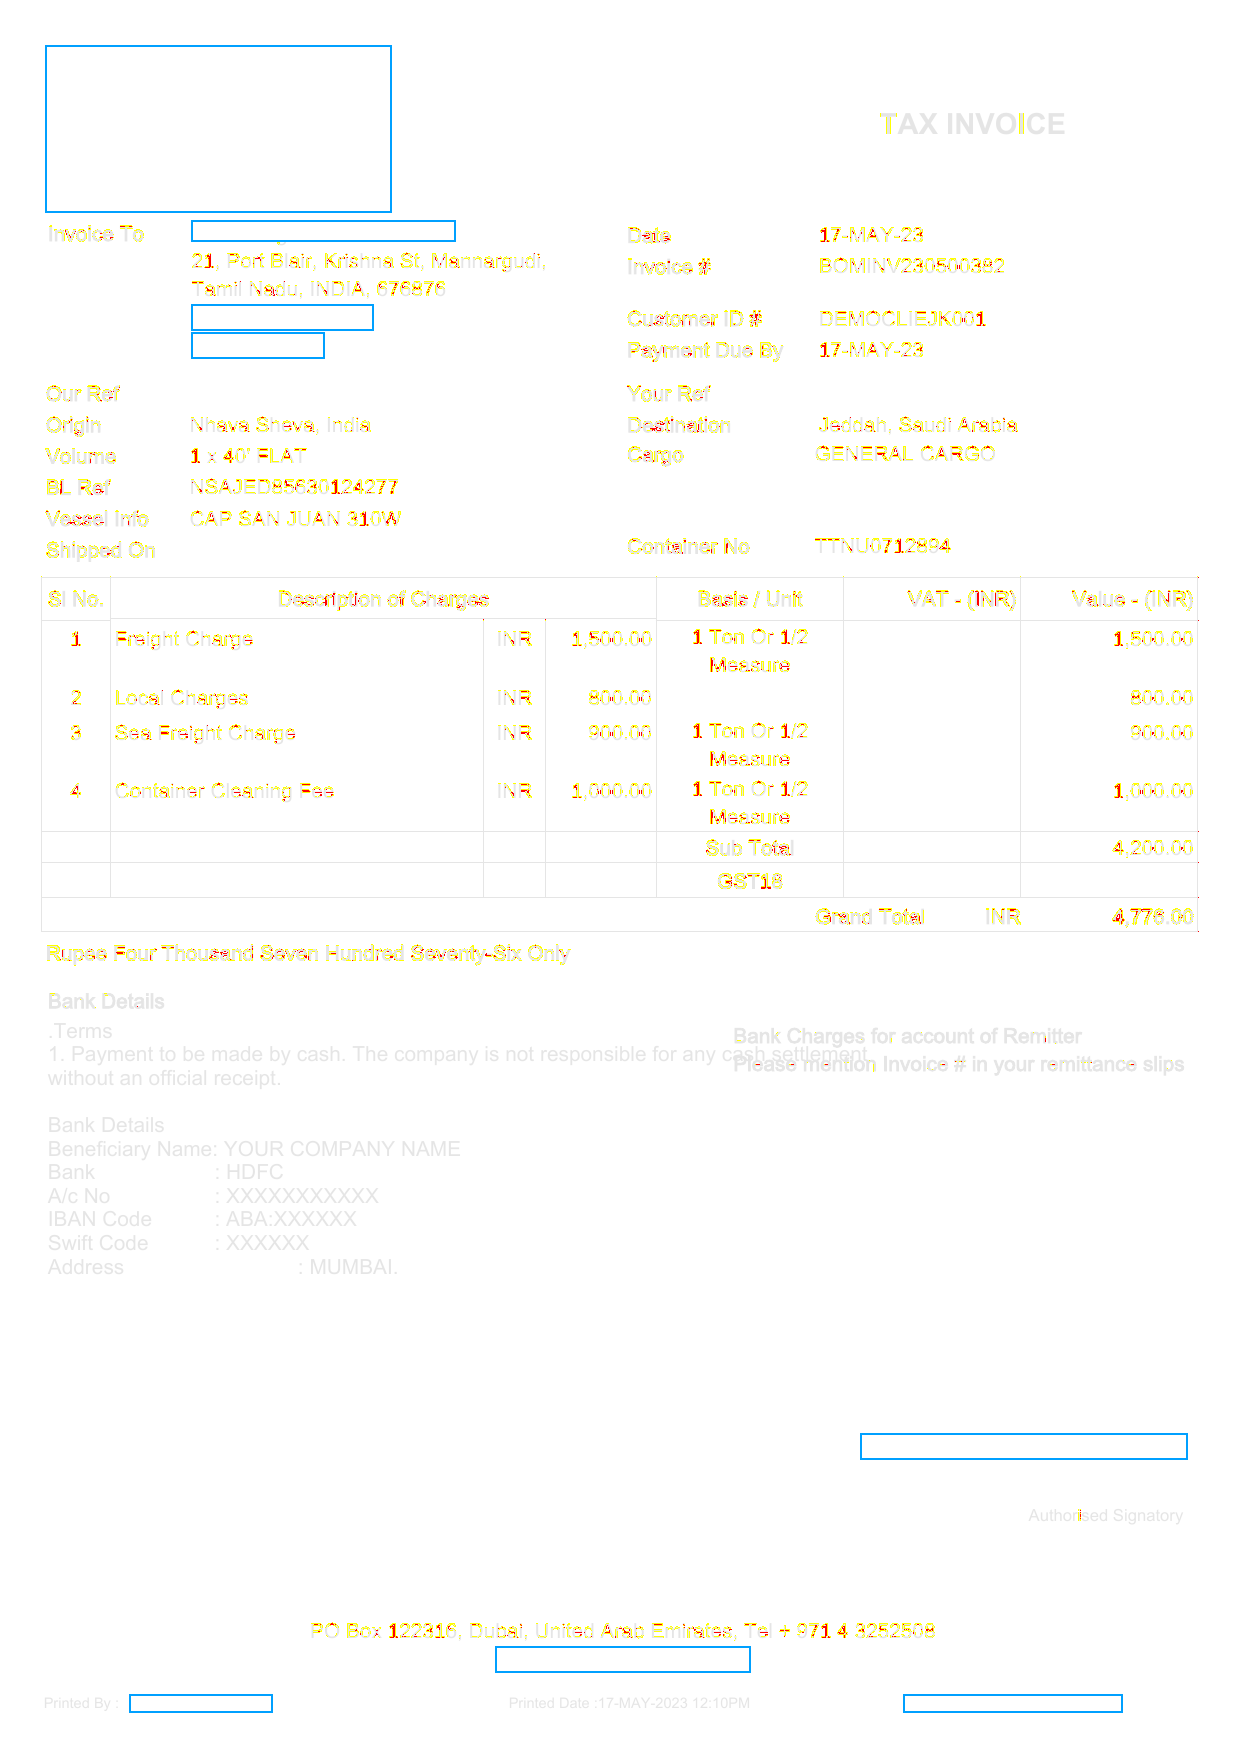 TAX INVOICE
Invoice To
Date 17-MAY-23
21, Port Blair, Krishna St, Mannargudi,
Invoice # BOMINV230500382
Tamil Nadu, INDIA, 676876
Customer ID # DEMOCLIEJK001
Payment Due By 17-MAY-23
Our Ref Your Ref
Origin Nhava Sheva, India Destination Jeddah, Saudi Arabia
Volume 1 x 40' FLAT Cargo GENERAL CARGO
BL Ref NSAJED85630124277
Vessel Info CAP SAN JUAN 310W
Shipped On Container No TTNU6712894
Sl No. Description of Charges Basis / Unit VAT - (INR) Value - (INR)
1 Freight Charge INR 1,500.00 1 Ton Or 1/2 1,500.00
Measure
2 Local Charges INR 800.00 800.00
3 Sea Freight Charge INR 900.00 1 Ton Or 1/2 900.00
Measure
4 Container Cleaning Fee INR 1,000.00 1 Ton Or 1/2 1,000.00
Measure
Sub Total 4,200.00
GST18
Grand Total INR 4,776.00
Rupee Four Thousand Seven Hundred Seventy-Six Only
Bank Details
.Terms
Bank Charges for account of Remitter
1. Payment to be made by cash. The company is not responsible for any cash settlement
Please mention Invoice # in your remittance slips
without an official receipt.
Bank Details
Beneficiary Name: YOUR COMPANY NAME
Bank : HDFC
A/c No : XXXXXXXXXXX
IBAN Code : ABA:XXXXXX
Swift Code : XXXXXX
Address : MUMBAI.
Authorised Signatory
PO Box 122316, Dubai, United Arab Emirates, Tel + 971 4 3252508
Printed By : Printed Date :17-MAY-2023 12:10PM